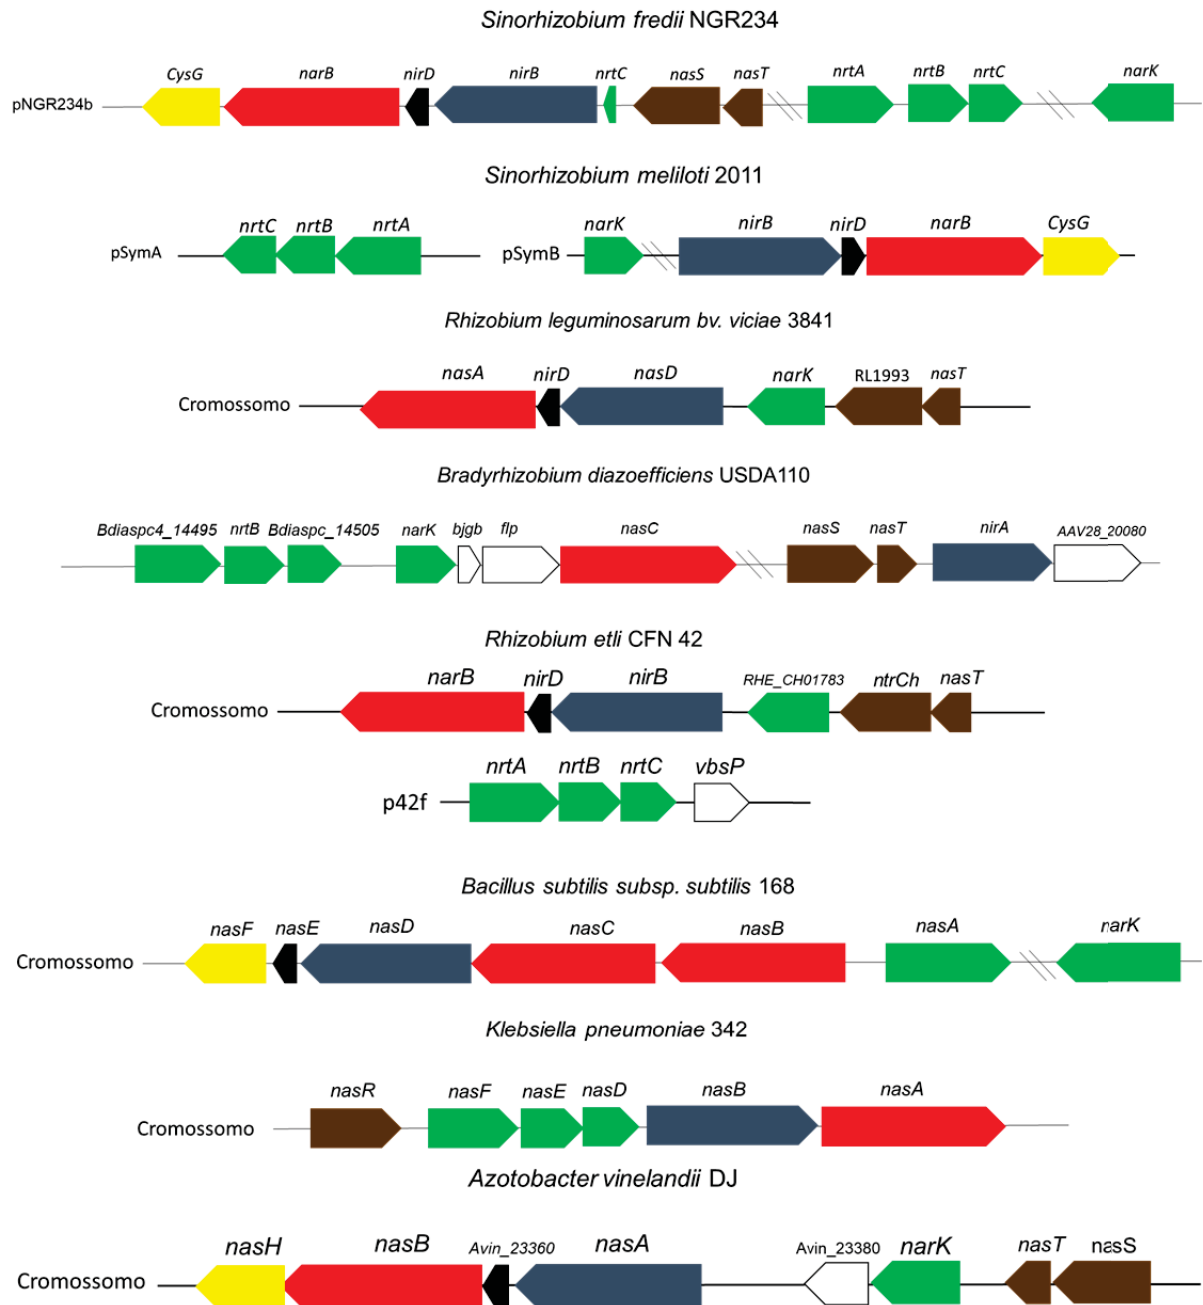 Sinorhizobium fredii NGR234
CysG narB nirD nirB nrtC nasS nasT nrtA nrtB nrtC narK
pNGR234b
Sinorhizobium meliloti 2011
nrtC nrtB nrtA narK nirB nirD narB CysG
pSymA pSymB
Rhizobium leguminosarum bv. viciae 3841
nasA nirD nasD narK RL1993 nasT
Cromossomo
Bradyrhizobium diazoefficiens USDA110
Bdiaspc4_14495 nrtB Bdiaspc_14505 narK bjgb flp nasC nasS nasT nirA AAV28_20080
Rhizobium etli CFN 42
narB nirD nirB RHE_CH01783 ntrCh nasT
Cromossomo
nrtA nrtB nrtC vbsP
p42f
Bacillus subtilis subsp. subtilis 168
nasF nasE nasD nasC nasB nasA narK
Cromossomo
Klebsiella pneumoniae 342
nasR nasF nasE nasD nasB nasA
Cromossomo
Azotobacter vinelandii DJ
nasH nasB Avin_23360 nasA Avin_23380 narK nasT nasS
Cromossomo